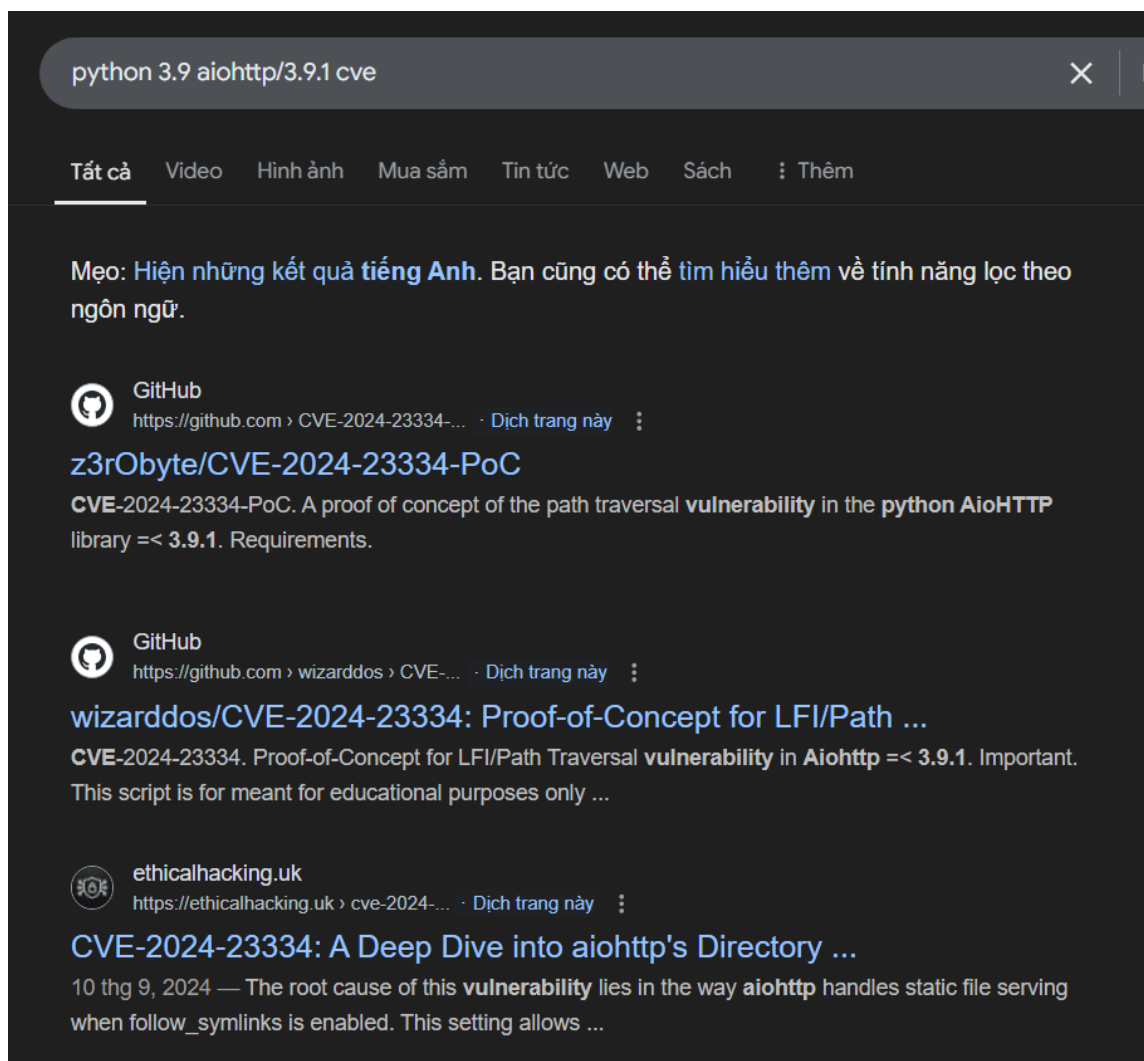 python 3.9 aiohttp/3.9.1 cve
Tất cả Video Hình ảnh Mua sắm Tin tức Web Sách Thêm
Mẹo: Hiện những kết quả tiếng Anh. Bạn cũng có thể tìm hiểu thêm về tính năng lọc theo
ngôn ngữ.
GitHub
https://github.com › CVE-2024-23334-... · Dịch trang này
z3rObyte/CVE-2024-23334-PoC
CVE-2024-23334-PoC. A proof of concept of the path traversal vulnerability in the python AioHTTP
library =< 3.9.1. Requirements.
GitHub
https://github.com › wizarddos › CVE-... · Dịch trang này
wizarddos/CVE-2024-23334: Proof-of-Concept for LFI/Path ...
CVE-2024-23334. Proof-of-Concept for LFI/Path Traversal vulnerability in Aiohttp =< 3.9.1. Important.
This script is for meant for educational purposes only ...
ethicalhacking.uk
https://ethicalhacking.uk › cve-2024-... · Dịch trang này
CVE-2024-23334: A Deep Dive into aiohttp's Directory ...
10 thg 9, 2024 — The root cause of this vulnerability lies in the way aiohttp handles static file serving
when follow_symlinks is enabled. This setting allows ...